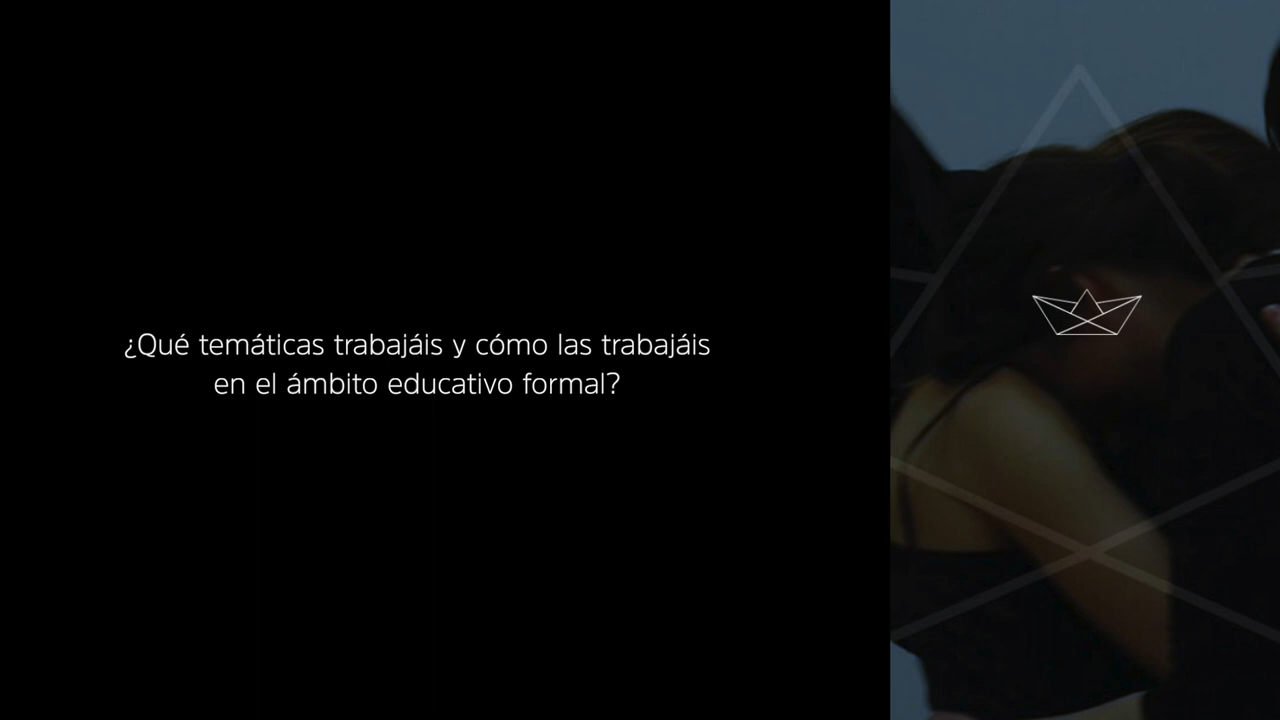 ¿Qué temáticas trabajáis y cómo las trabajáis
en el ámbito educativo formal?